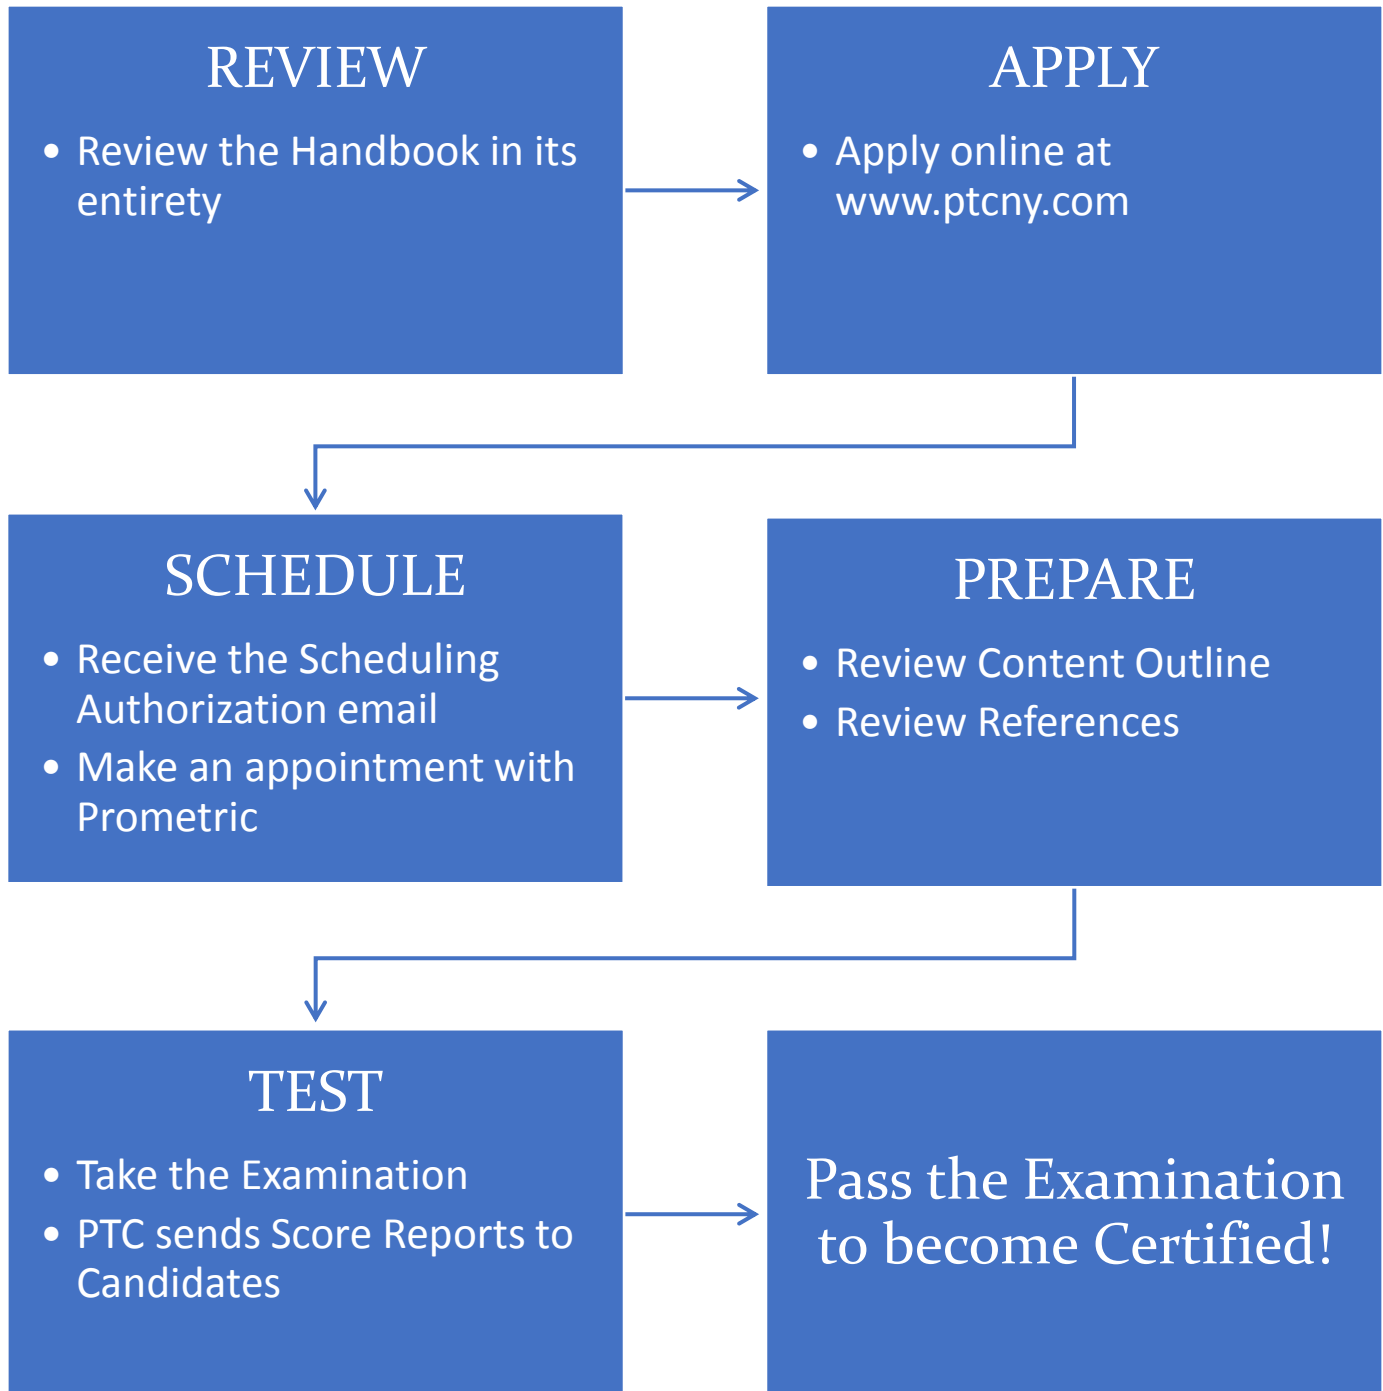 REVIEW
• Review the Handbook in its
entirety
APPLY
• Apply online at
www.ptcny.com
SCHEDULE
• Receive the Scheduling
Authorization email
• Make an appointment with
Prometric
PREPARE
• Review Content Outline
• Review References
TEST
• Take the Examination
• PTC sends Score Reports to
Candidates
Pass the Examination
to become Certified!